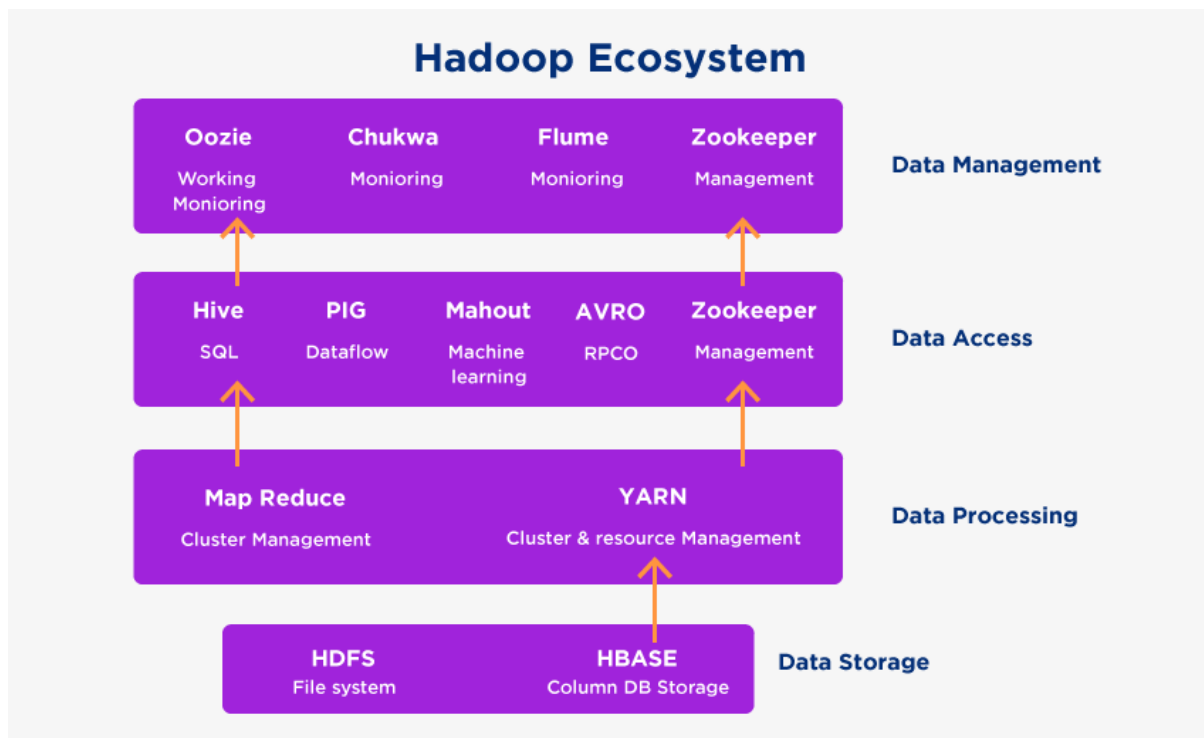 Hadoop Ecosystem
Oozie Chukwa Flume Zookeeper
Working Monioring Monioring Management
Monioring
Data Management
Hive PIG Mahout AVRO Zookeeper
SQL Dataflow Machine RPCO Management
learning
Data Access
Map Reduce YARN
Cluster Management Cluster & resource Management
Data Processing
HDFS HBASE
File system Column DB Storage
Data Storage